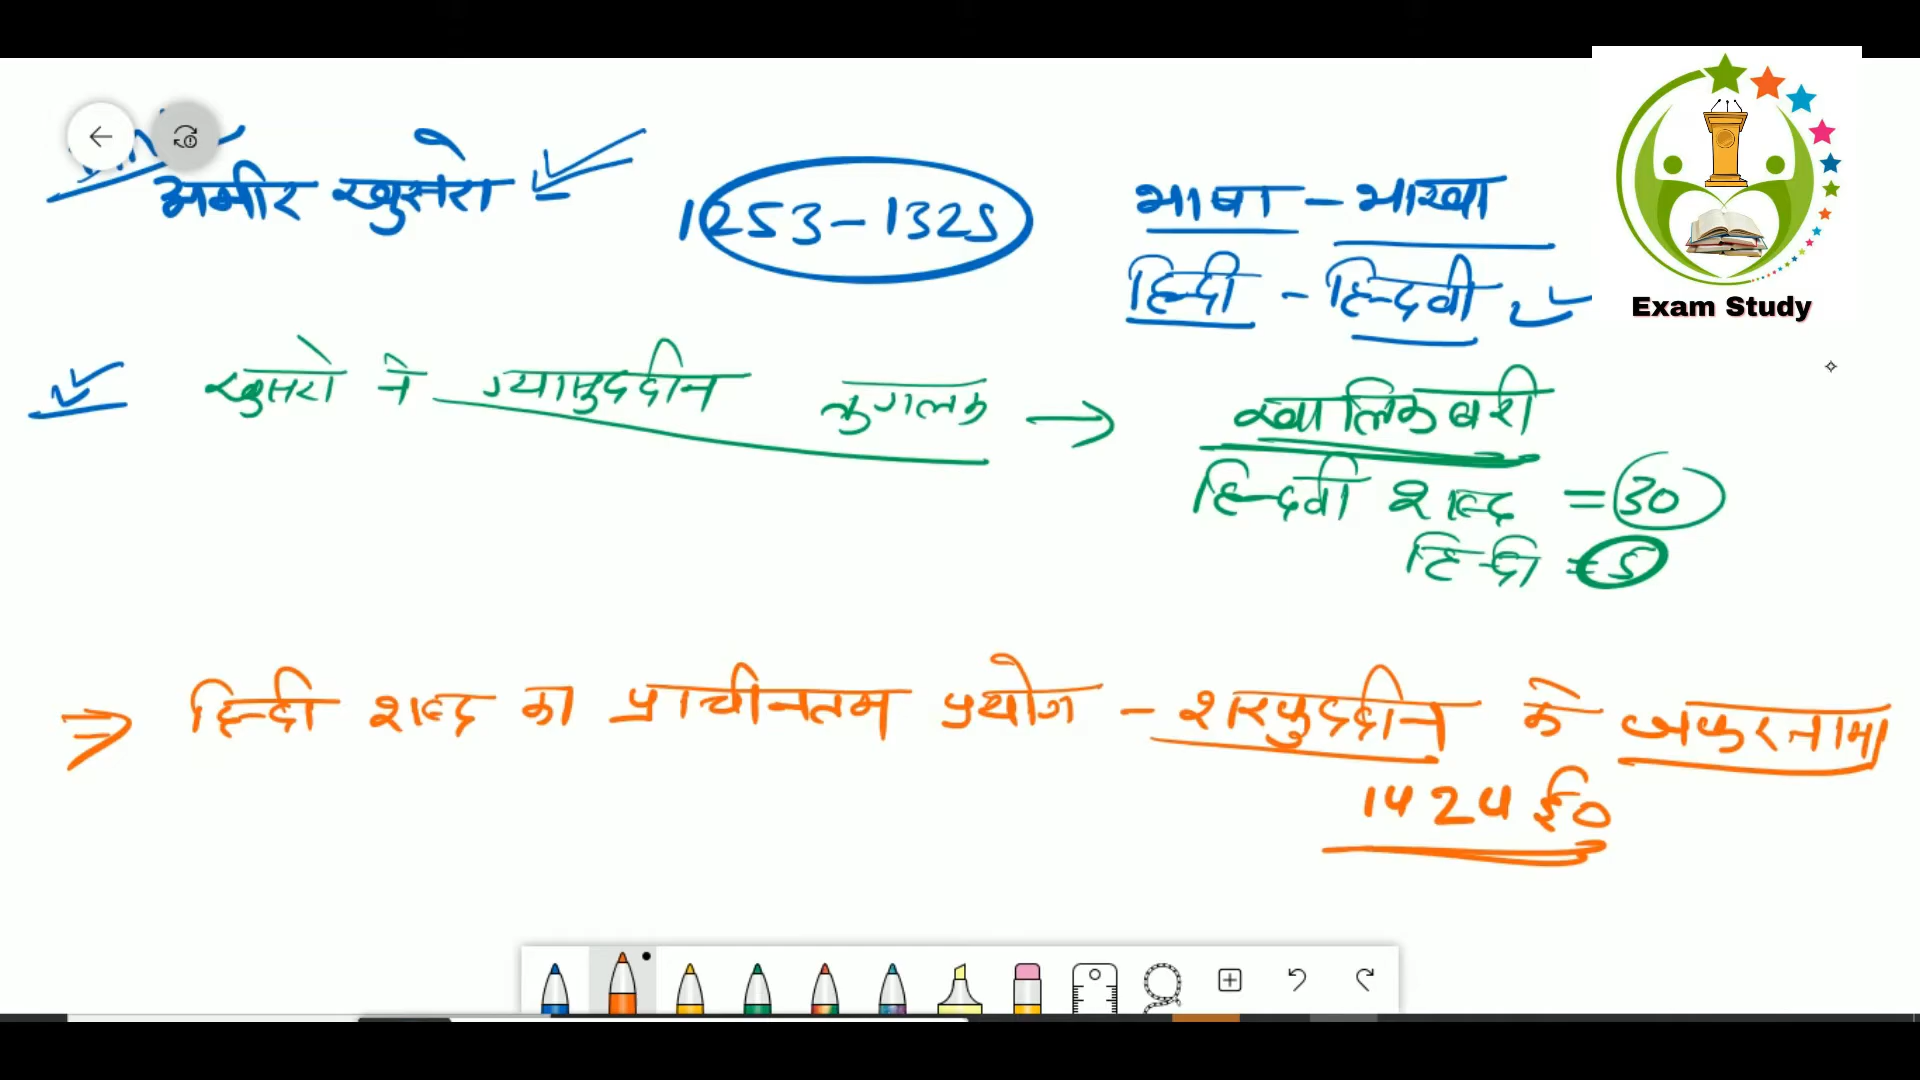 अमीर खुसरो
1253-1325
भाषा - भाखा
हिन्दी - हिन्दवी
Exam Study
खुसरो ने ग्यासुद्दीन तुगलक → खालिकबारी
हिन्दवी शब्द = 30
हिन्दी = 5
⇒ हिन्दी शब्द का प्राचीनतम प्रयोग - शरफुद्दीन के जफरनामा
1424 ई०